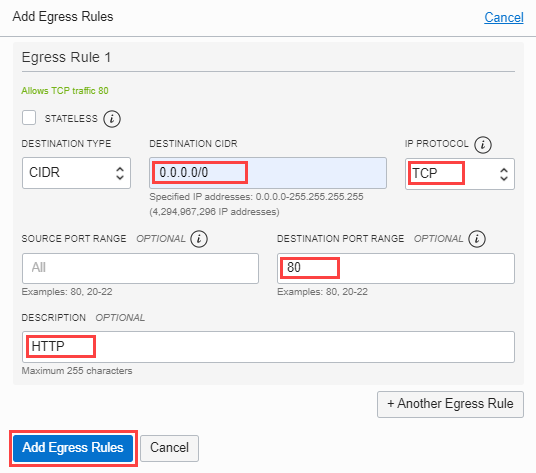 Add Egress Rules Cancel
Egress Rule 1
Allows TCP traffic 80
STATELESS i
DESTINATION TYPE DESTINATION CIDR IP PROTOCOL i
CIDR 0.0.0.0/0 TCP
Specified IP addresses: 0.0.0.0-255.255.255.255
(4,294,967,296 IP addresses)
SOURCE PORT RANGE OPTIONAL i DESTINATION PORT RANGE OPTIONAL i
All 80
Examples: 80, 20-22 Examples: 80, 20-22
DESCRIPTION OPTIONAL
HTTP
Maximum 255 characters
+ Another Egress Rule
Add Egress Rules Cancel